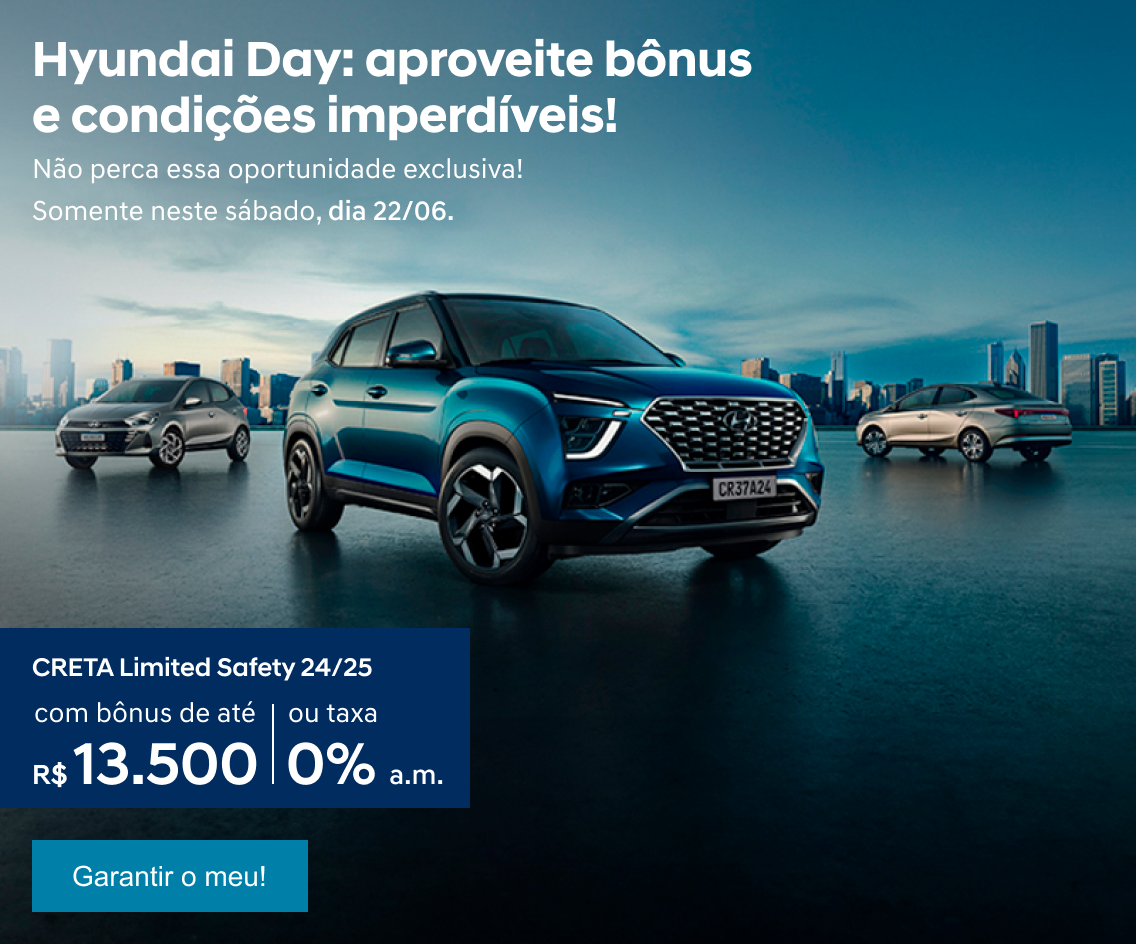 Hyundai Day: aproveite bônus
e condições imperdíveis!
Não perca essa oportunidade exclusiva!
Somente neste sábado, dia 22/06.
CR37A24
CRETA Limited Safety 24/25
com bônus de até
R$ 13.500
ou taxa
0% a.m.
Garantir o meu!